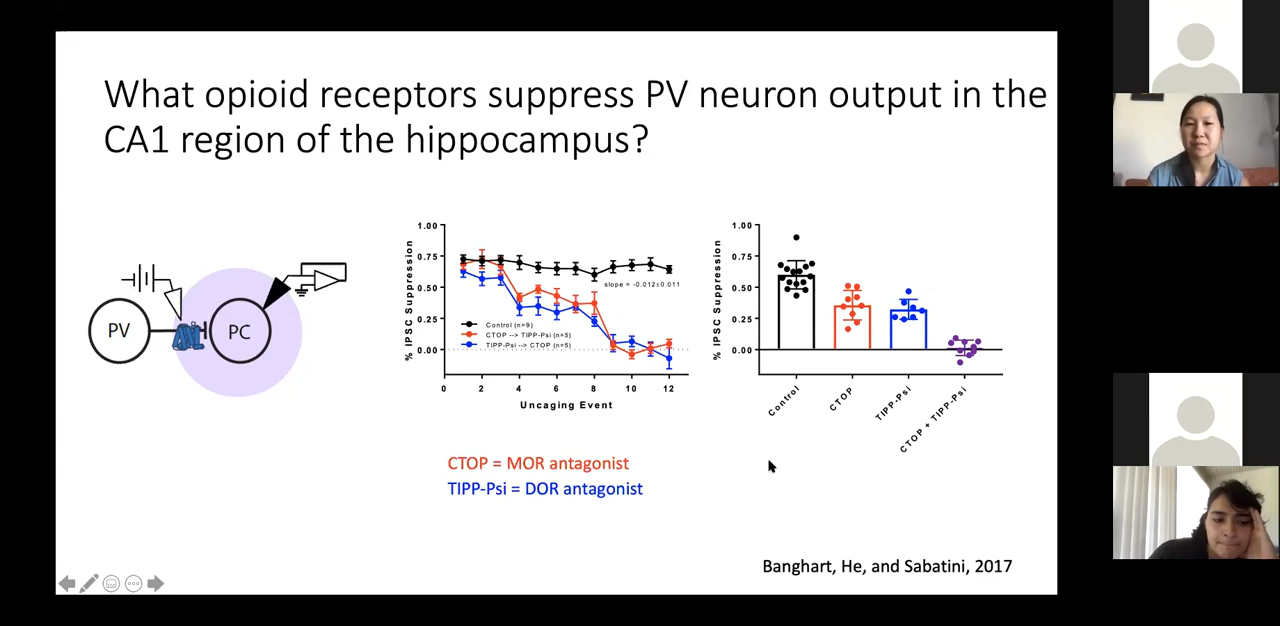 What opioid receptors suppress PV neuron output in the
CA1 region of the hippocampus?
PV
PC
% IPSC Suppression
1.00
0.75
0.50
0.25
0.00
slope = -0.012±0.011
Control (n=9)
CTOP --> TIPP-Psi (n=5)
TIPP-Psi --> CTOP (n=5)
0 2 4 6 8 10 12
Uncaging Event
% IPSC Suppression
1.00
0.75
0.50
0.25
0.00
Control
CTOP
TIPP-Psi
CTOP + TIPP-Psi
CTOP = MOR antagonist
TIPP-Psi = DOR antagonist
Banghart, He, and Sabatini, 2017